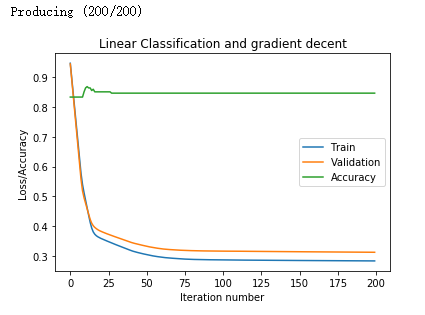 Producing (200/200)
Linear Classification and gradient decent
Loss/Accuracy
0.9
0.8
0.7
0.6
0.5
0.4
0.3
Train
Validation
Accuracy
0 25 50 75 100 125 150 175 200
Iteration number